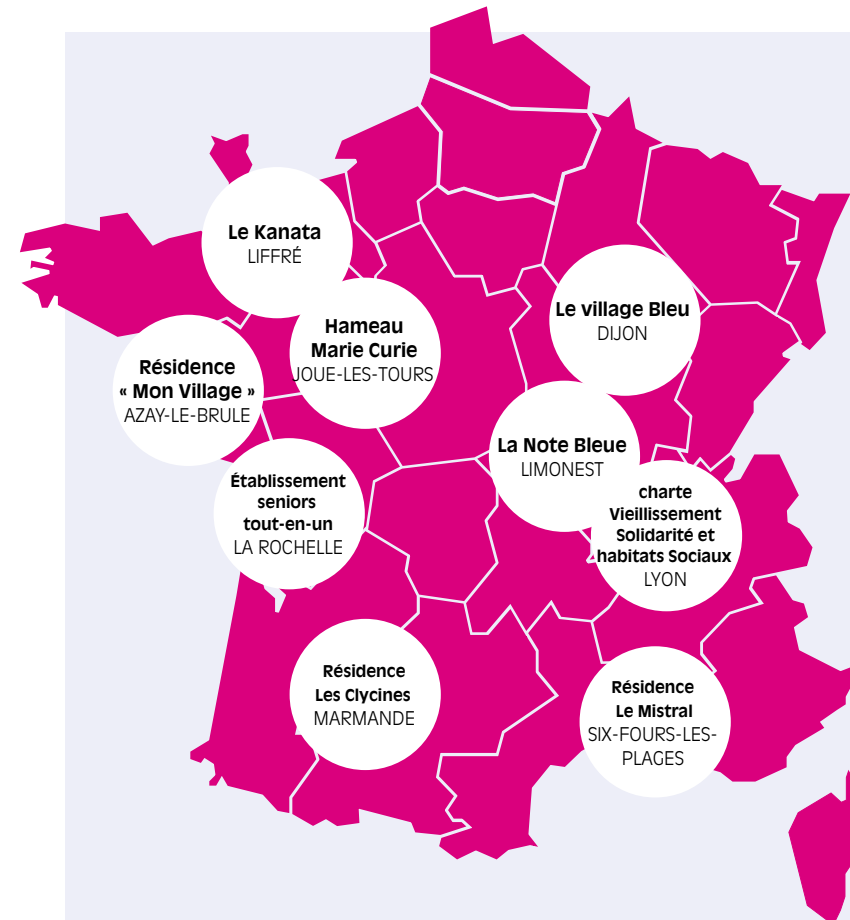 Le Kanata
LIFFRÉ
Hameau
Marie Curie
JOUE-LES-TOURS
Le village Bleu
DIJON
Résidence
« Mon Village »
AZAY-LE-BRULE
La Note Bleue
LIMONEST
Établissement
seniors
tout-en-un
LA ROCHELLE
charte
Vieillissement
Solidarité et
habitats Sociaux
LYON
Résidence
Les Clycines
MARMANDE
Résidence
Le Mistral
SIX-FOURS-LES-
PLAGES